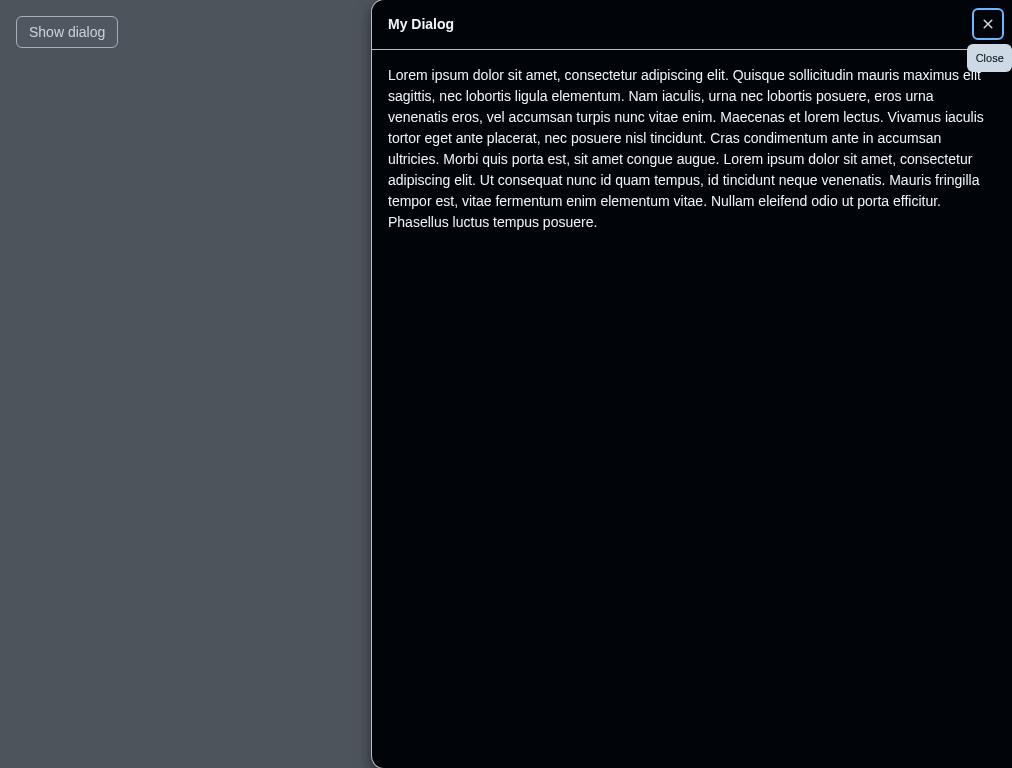 Show dialog
My Dialog
Close
Lorem ipsum dolor sit amet, consectetur adipiscing elit. Quisque sollicitudin mauris maximus elit
sagittis, nec lobortis ligula elementum. Nam iaculis, urna nec lobortis posuere, eros urna
venenatis eros, vel accumsan turpis nunc vitae enim. Maecenas et lorem lectus. Vivamus iaculis
tortor eget ante placerat, nec posuere nisl tincidunt. Cras condimentum ante in accumsan
ultricies. Morbi quis porta est, sit amet congue augue. Lorem ipsum dolor sit amet, consectetur
adipiscing elit. Ut consequat nunc id quam tempus, id tincidunt neque venenatis. Mauris fringilla
tempor est, vitae fermentum enim elementum vitae. Nullam eleifend odio ut porta efficitur.
Phasellus luctus tempus posuere.